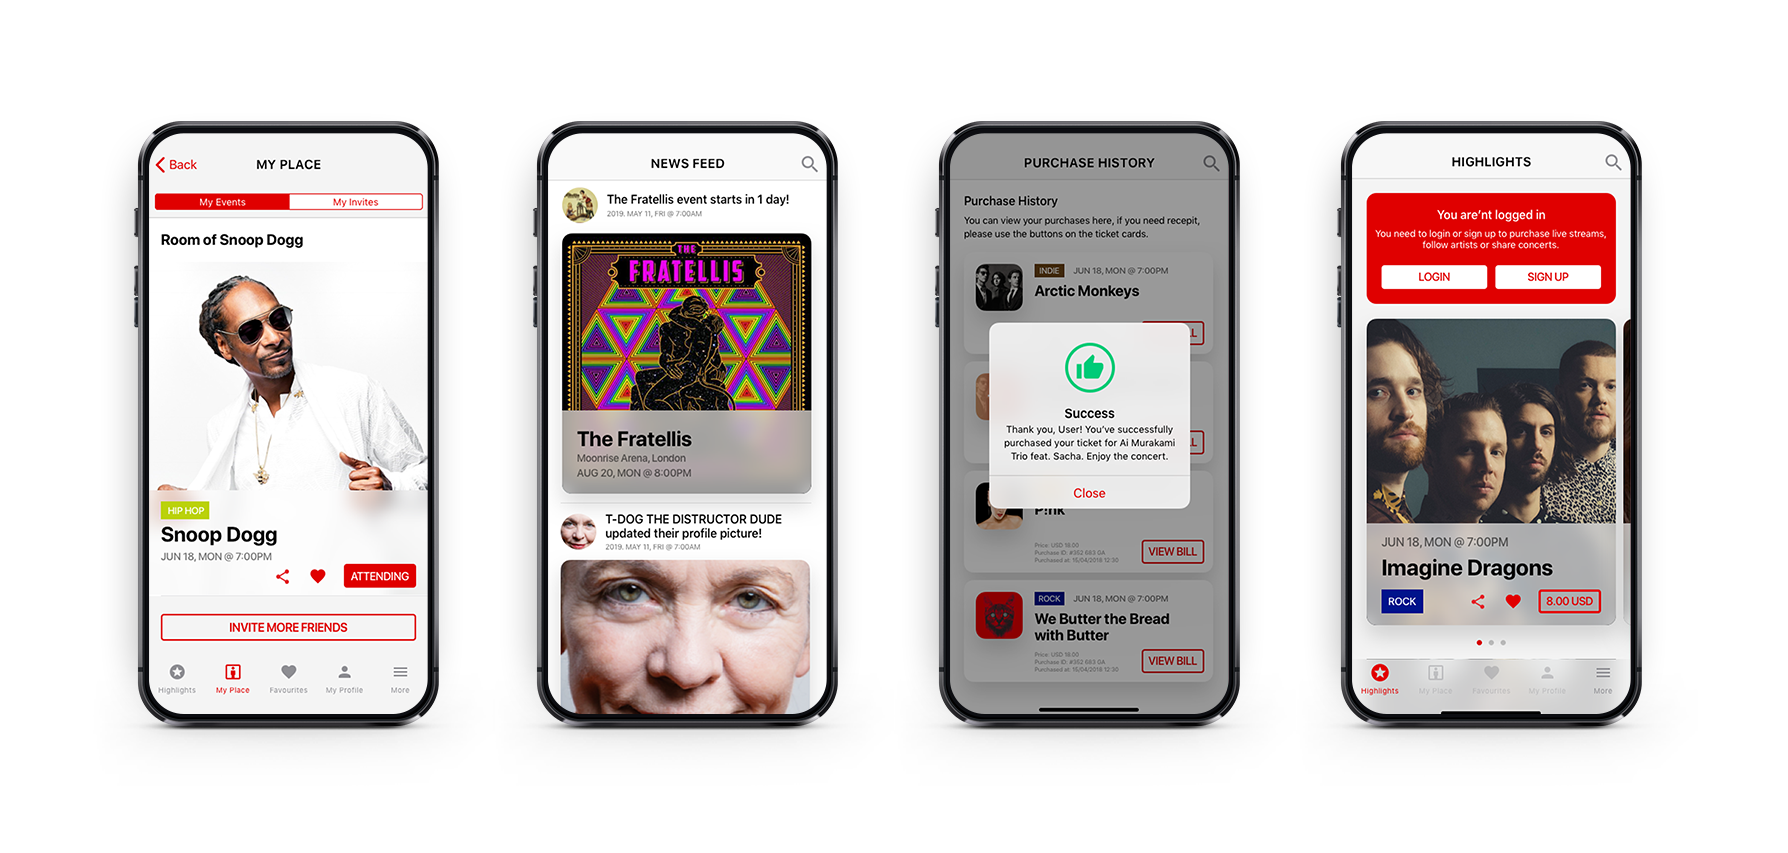 Back
MY PLACE
My Events
My Invites
Room of Snoop Dogg
HIP HOP
Snoop Dogg
JUN 18, MON @ 7:00PM
ATTENDING
INVITE MORE FRIENDS
Highlights
My Place
Favourites
My Profile
More
NEWS FEED
The Fratellis event starts in 1 day!
2019. MAY 11, FRI @ 7:00AM
THE
FRATELLIS
The Fratellis
Moonrise Arena, London
AUG 20, MON @ 8:00PM
T-DOG THE DISTRUCTOR DUDE
updated their profile picture!
2019. MAY 11, FRI @ 7:00AM
PURCHASE HISTORY
Purchase History
You can view your purchases here, if you need recepit,
please use the buttons on the ticket cards.
INDIE
JUN 18, MON @ 7:00PM
Arctic Monkeys
LL
LL
Success
Thank you, User! You've successfully
purchased your ticket for Ai Murakami
Trio feat. Sacha. Enjoy the concert.
Close
P!nk
Price: USD 18.00
Purchase ID: #352 683 GA
Purchased at: 15/04/2018 12:30
VIEW BILL
ROCK
JUN 18, MON @ 7:00PM
We Butter the Bread
with Butter
Price: USD 18.00
Purchase ID: #352 683 GA
Purchased at: 15/04/2018 12:30
VIEW BILL
HIGHLIGHTS
You are'nt logged in
You need to login or sign up to purchase live streams,
follow artists or share concerts.
LOGIN
SIGN UP
JUN 18, MON @ 7:00PM
Imagine Dragons
ROCK
8.00 USD
Highlights
My Place
Favourites
My Profile
More